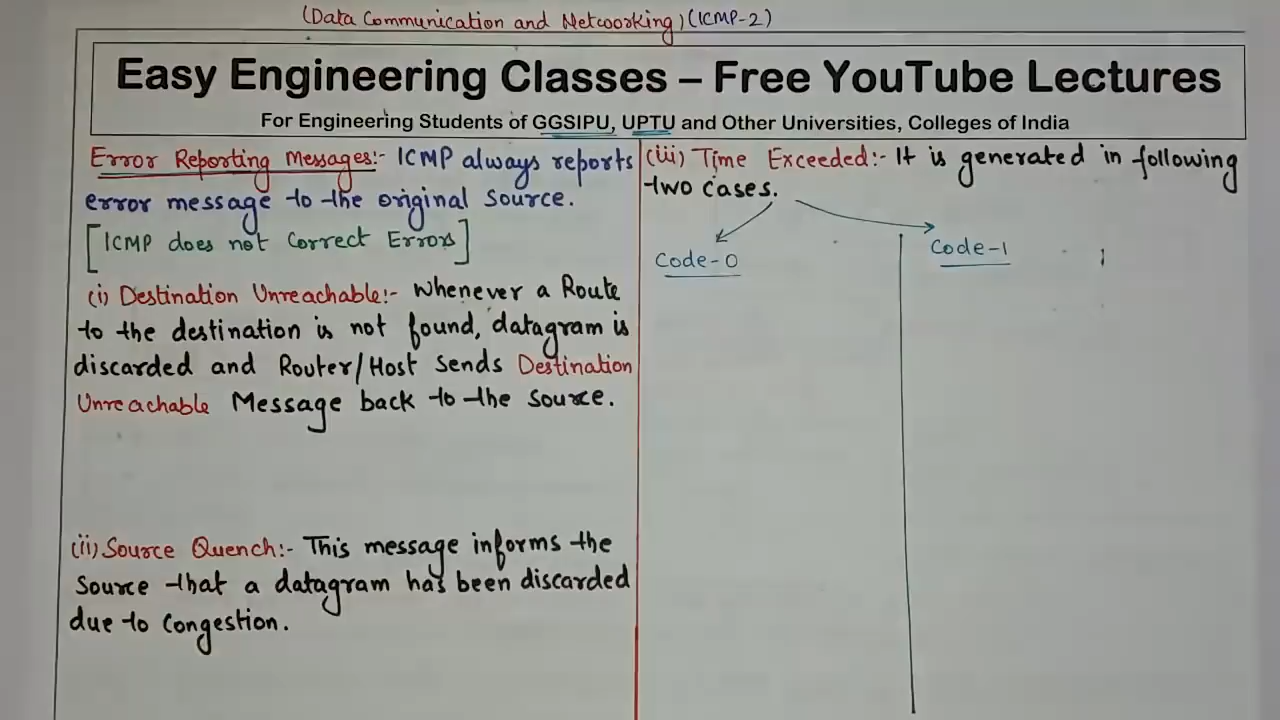 (Data Communication and Networking) (ICMP-2)
Easy Engineering Classes – Free YouTube Lectures
For Engineering Students of GGSIPU, UPTU and Other Universities, Colleges of India
Error Reporting Messages:- ICMP always reports
error message to the original Source.
[ICMP does not Correct Errors]
(i) Destination Unreachable:- Whenever a Route
to the destination is not found, datagram is
discarded and Router/Host Sends Destination
Unreachable Message back to the Source.
(ii) Source Quench:- This message informs the
Source that a datagram has been discarded
due to Congestion.
(iii) Time Exceeded:- It is generated in following
two cases.
Code-0
Code-1